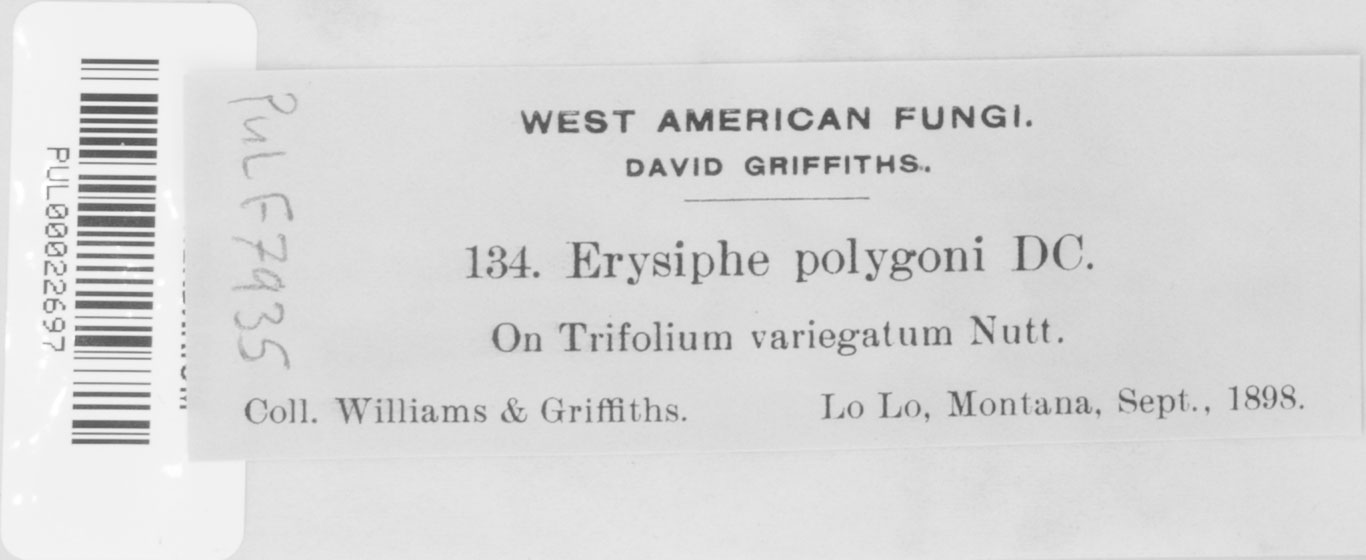 PUL00022697
PUL F7935
WEST AMERICAN FUNGI.
DAVID GRIFFITHS.
134. Erysiphe polygoni DC.
On Trifolium variegatum Nutt.
Coll. Williams & Griffiths. Lo Lo, Montana, Sept., 1898.